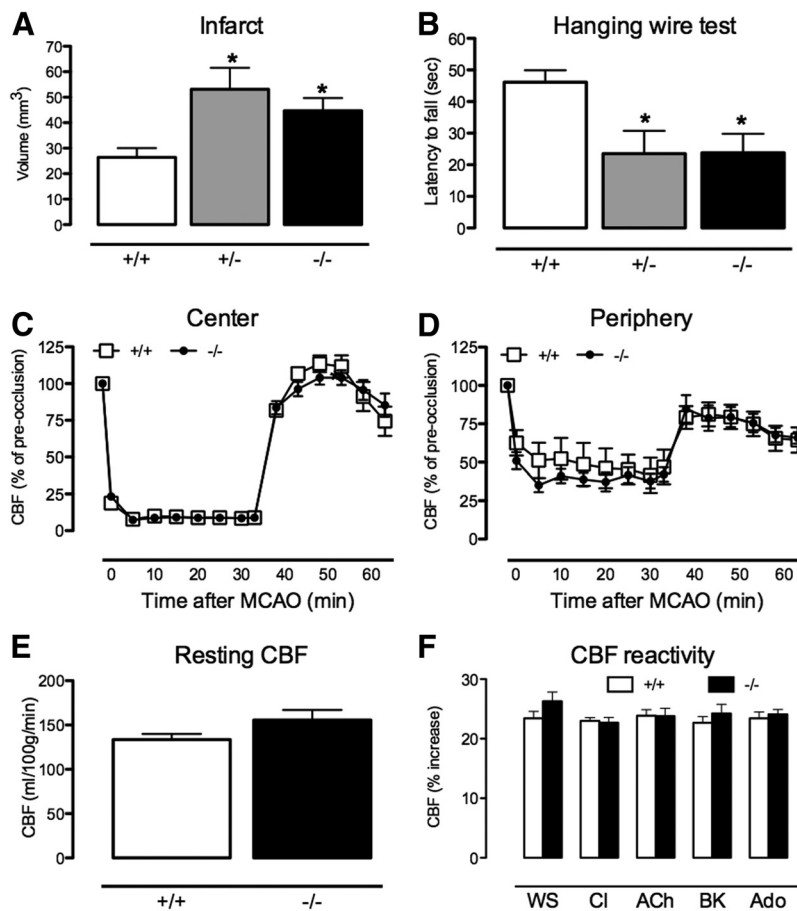 A
Infarct
Volume (mm³)
70
60
50
40
30
20
10
0
*
*
+/+
+/-
-/-
B
Hanging wire test
Latency to fall (sec)
60
50
40
30
20
10
0
*
*
+/+
+/-
-/-
C
Center
+/+
-/-
CBF (% of pre-occlusion)
125
100
75
50
25
0
0 10 20 30 40 50 60
Time after MCAO (min)
D
Periphery
+/+
-/-
CBF (% of pre-occlusion)
125
100
75
50
25
0
0 10 20 30 40 50 60
Time after MCAO (min)
E
Resting CBF
CBF (ml/100g/min)
200
150
100
50
0
+/+
-/-
F
CBF reactivity
+/+
-/-
CBF (% increase)
30
20
10
0
WS CI ACh BK Ado